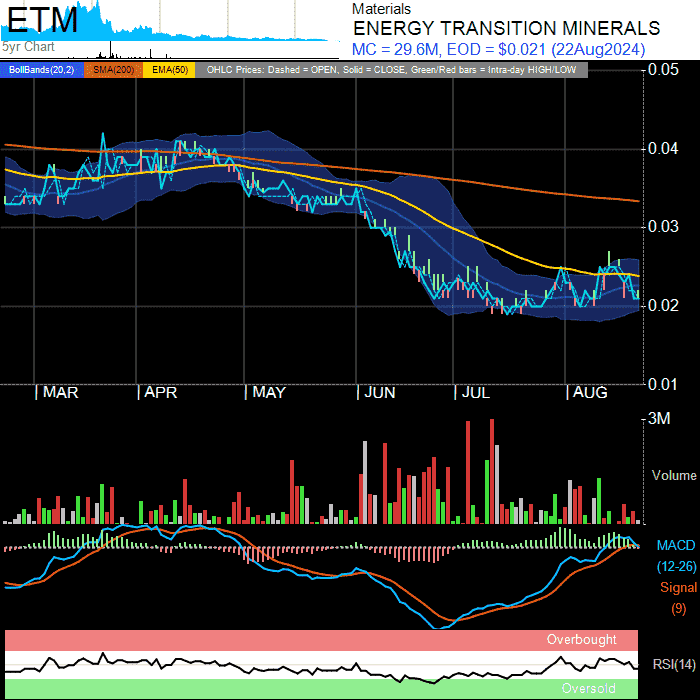 ETM
5yr Chart
Materials
ENERGY TRANSITION MINERALS
MC = 29.6M, EOD = $0.021 (22Aug2024)
BollBands(20,2) SMA(200) EMA(50) OHLC Prices: Dashed = OPEN, Solid = CLOSE, Green/Red bars = Intra-day HIGH/LOW
0.05
0.04
0.03
0.02
0.01
| MAR | APR | MAY | JUN | JUL | AUG
3M
Volume
MACD
(12-26)
Signal
(9)
Overbought
RSI(14)
Oversold